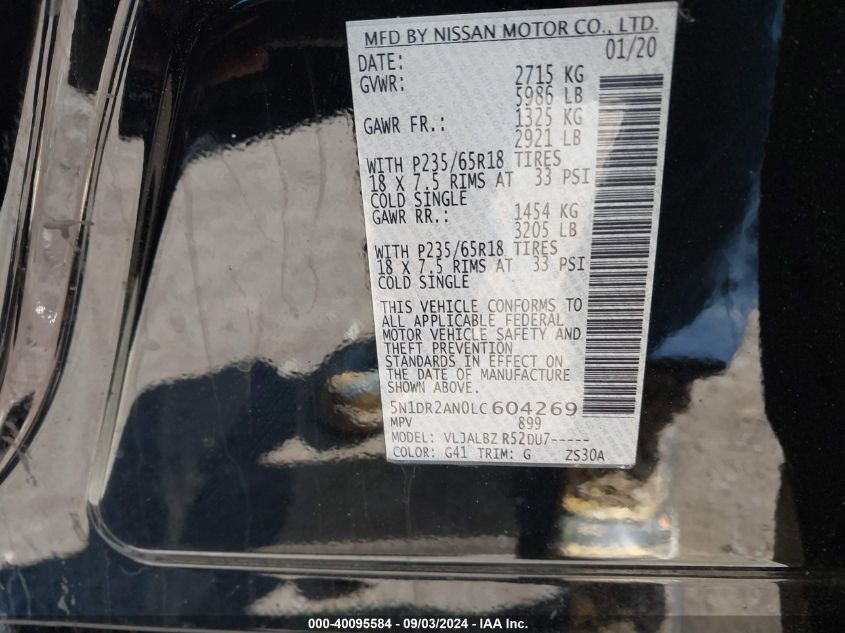 MFD BY NISSAN MOTOR CO., LTD.
DATE: 01/20
GVWR: 2715 KG
5986 LB
GAWR FR.: 1325 KG
2921 LB
WITH P235/65R18 TIRES
18 X 7.5 RIMS AT 33 PSI
COLD SINGLE
GAWR RR.: 1454 KG
3205 LB
WITH P235/65R18 TIRES
18 X 7.5 RIMS AT 33 PSI
COLD SINGLE
THIS VEHICLE CONFORMS TO
ALL APPLICABLE FEDERAL
MOTOR VEHICLE SAFETY AND
THEFT PREVENTION
STANDARDS IN EFFECT ON
THE DATE OF MANUFACTURE
SHOWN ABOVE.
5N1DR2AN0LC604269
MPV 899
MODEL: VLJALBZ R52DU7-----
COLOR: G41 TRIM: G ZS30A
000-40095584 - 09/03/2024 - IAA Inc.